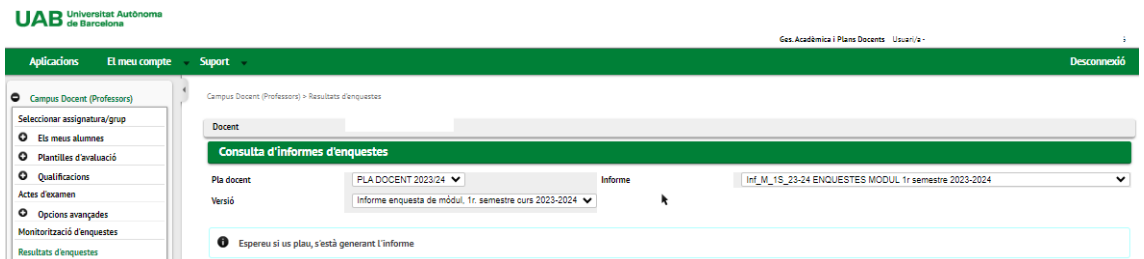 UAB Universitat Autònoma
de Barcelona
Ges. Acadèmica i Plans Docents Usuari/a -
Aplicacions El meu compte Suport Desconnexió
Campus Docent (Professors)
Seleccionar assignatura/grup
Els meus alumnes
Plantilles d'avaluació
Qualificacions
Actes d'examen
Opcions avançades
Monitorització d'enquestes
Resultats d'enquestes
Campus Docent (Professors) > Resultats d'enquestes
Docent
Consulta d'informes d'enquestes
Pla docent PLA DOCENT 2023/24 Informe Inf_M_1S_23-24 ENQUESTES MODUL 1r semestre 2023-2024
Versió Informe enquesta de mòdul, 1r. semestre curs 2023-2024
Espereu si us plau, s'està generant l'informe